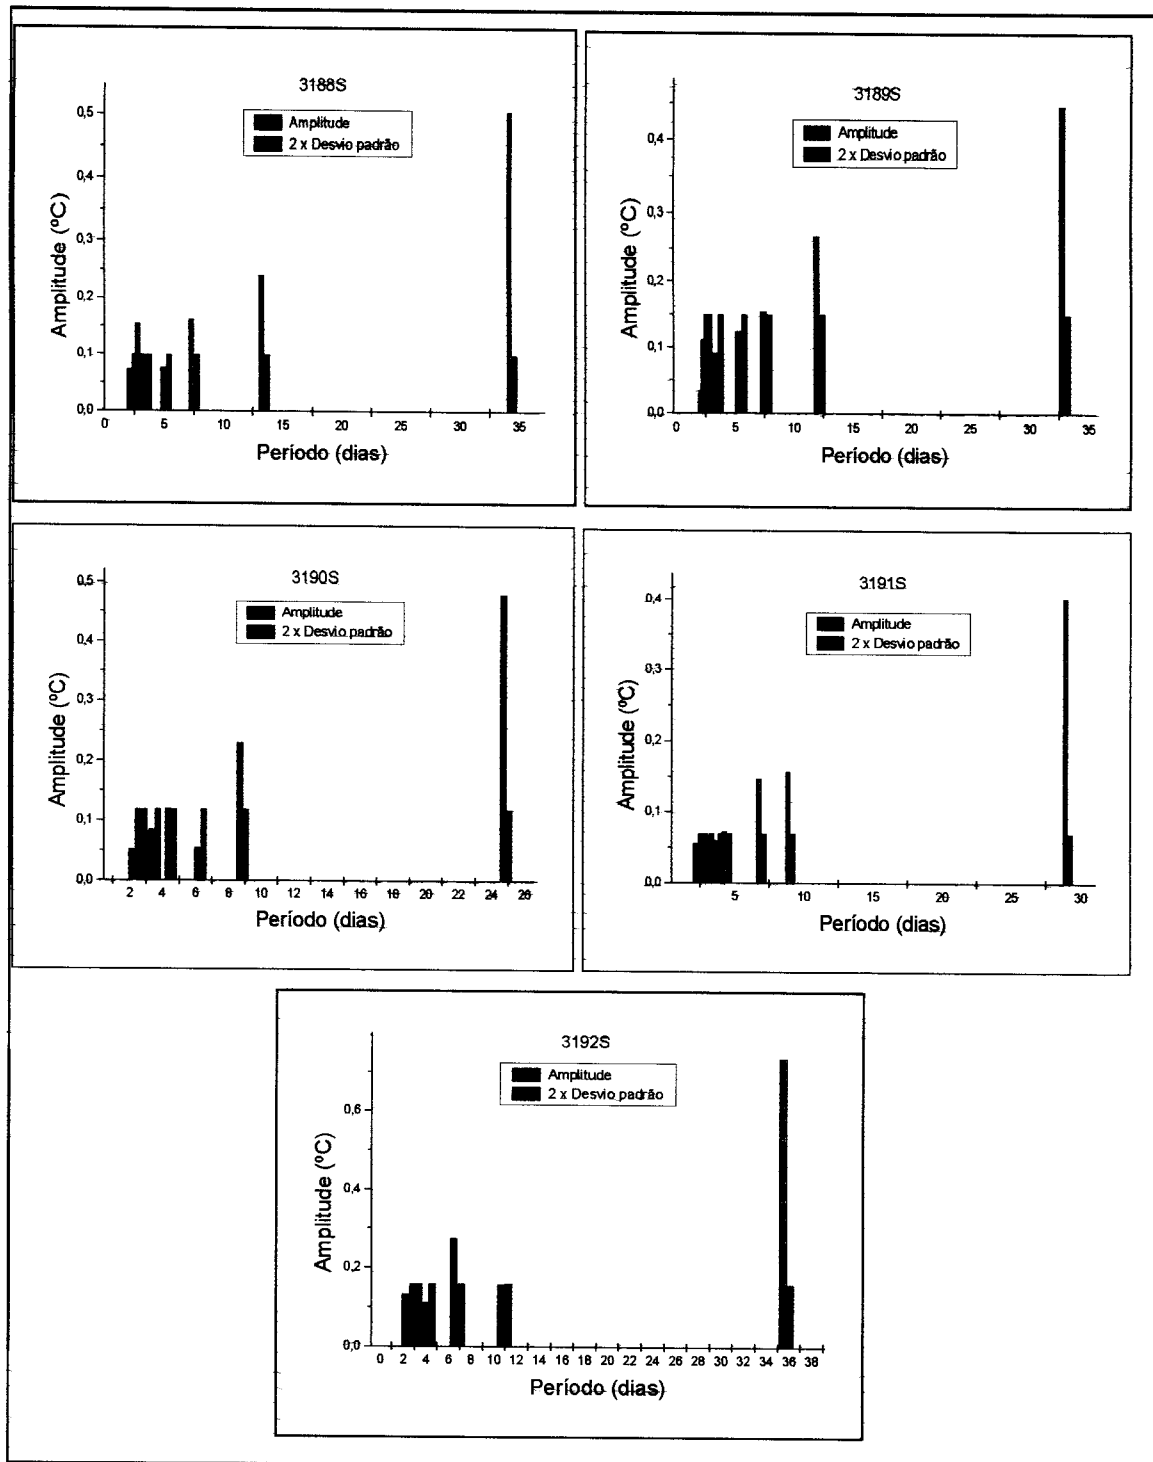 3188S
Amplitude
2 x Desvio padrão
Amplitude (ºC)
0,5
0,4
0,3
0,2
0,1
0,0
0 5 10 15 20 25 30 35
Período (dias)
3189S
Amplitude
2 x Desvio padrão
Amplitude (ºC)
0,4
0,3
0,2
0,1
0,0
0 5 10 15 20 25 30 35
Período (dias)
3190S
Amplitude
2 x Desvio padrão
Amplitude (ºC)
0,5
0,4
0,3
0,2
0,1
0,0
2 4 6 8 10 12 14 16 18 20 22 24 26
Período (dias)
3191S
Amplitude
2 x Desvio padrão
Amplitude (ºC)
0,4
0,3
0,2
0,1
0,0
5 10 15 20 25 30
Período (dias)
3192S
Amplitude
2 x Desvio padrão
Amplitude (ºC)
0,6
0,4
0,2
0,0
0 2 4 6 8 10 12 14 16 18 20 22 24 26 28 30 32 34 36 38
Período (dias)